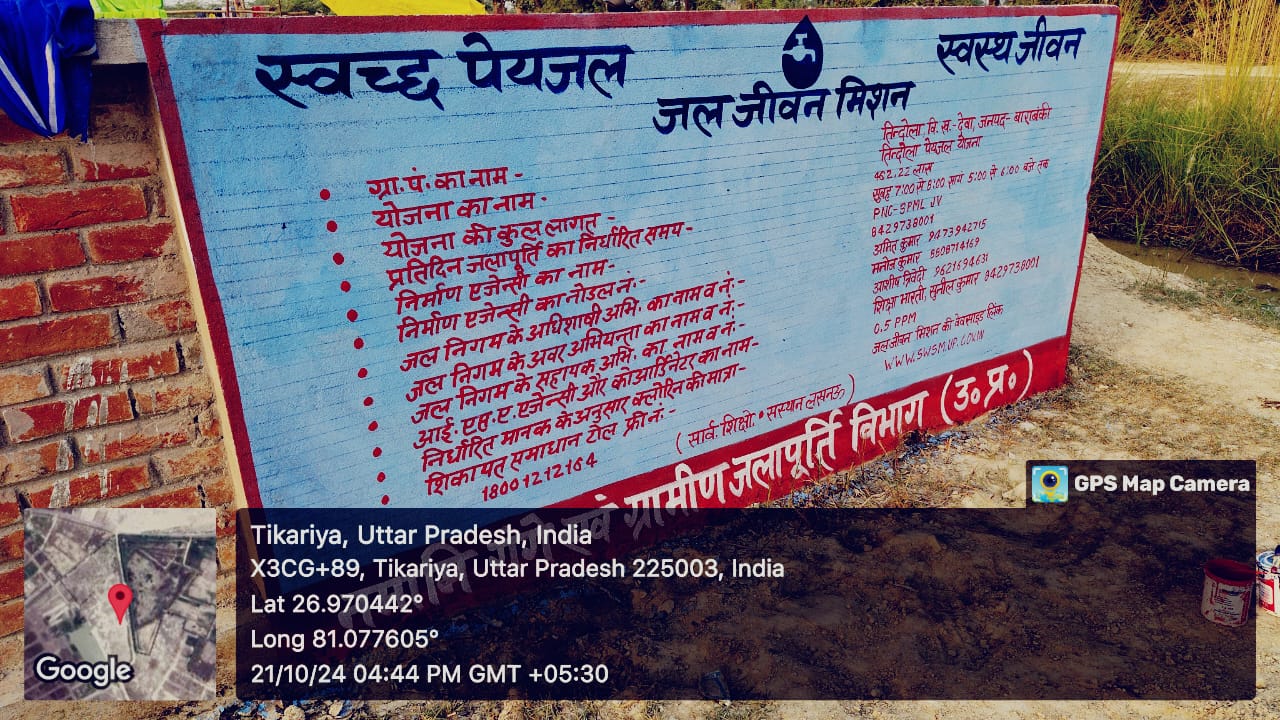 स्वच्छ पेयजल
स्वस्थ जीवन
जल जीवन मिशन
ग्रा.पं. का नाम -
योजना का नाम -
योजना की कुल लागत -
प्रतिदिन जलापूर्ति का निर्धारित समय -
निर्माण एजेन्सी का नाम -
निर्माण एजेन्सी का नोडल नं:-
जल निगम के अधिशाषी अभि. का नाम व नं:-
जल निगम के अवर अभियन्ता का नाम व नं:-
जल निगम के सहायक अभि. का नाम व नं:-
आई. एस. ए. एजेन्सी और कोआर्डिनेटर का नाम-
निर्धारित मानक के अनुसार क्लोरिन की मात्रा-
शिकायत समाधान टोल फ्री नं:-
18001212164
तिन्दोला, वि.ख.- देवा, जनपद- बाराबंकी
तिन्दोला पेयजल योजना
452.22 लाख
सुबह 7:00 से 8:00 सायं 5:00 से 6:00 बजे तक
PNC-SPML JV
8429738001
अमित कुमार 9473942715
मनोज कुमार 8808714169
आशीष त्रिवेदी 9621694631
शिक्षा भारती, सुनील कुमार 8429738001
0.5 PPM
जल जीवन मिशन की वेबसाइड लिंक
WWW.SWSM.UP.GOV.IN
(सार्व. शिक्षो. संस्थान लखनऊ)
एवं ग्रामीण जलापूर्ति विभाग (उ॰ प्र॰)
GPS Map Camera
Tikariya, Uttar Pradesh, India
X3CG+89, Tikariya, Uttar Pradesh 225003, India
Lat 26.970442°
Long 81.077605°
21/10/24 04:44 PM GMT +05:30
Google